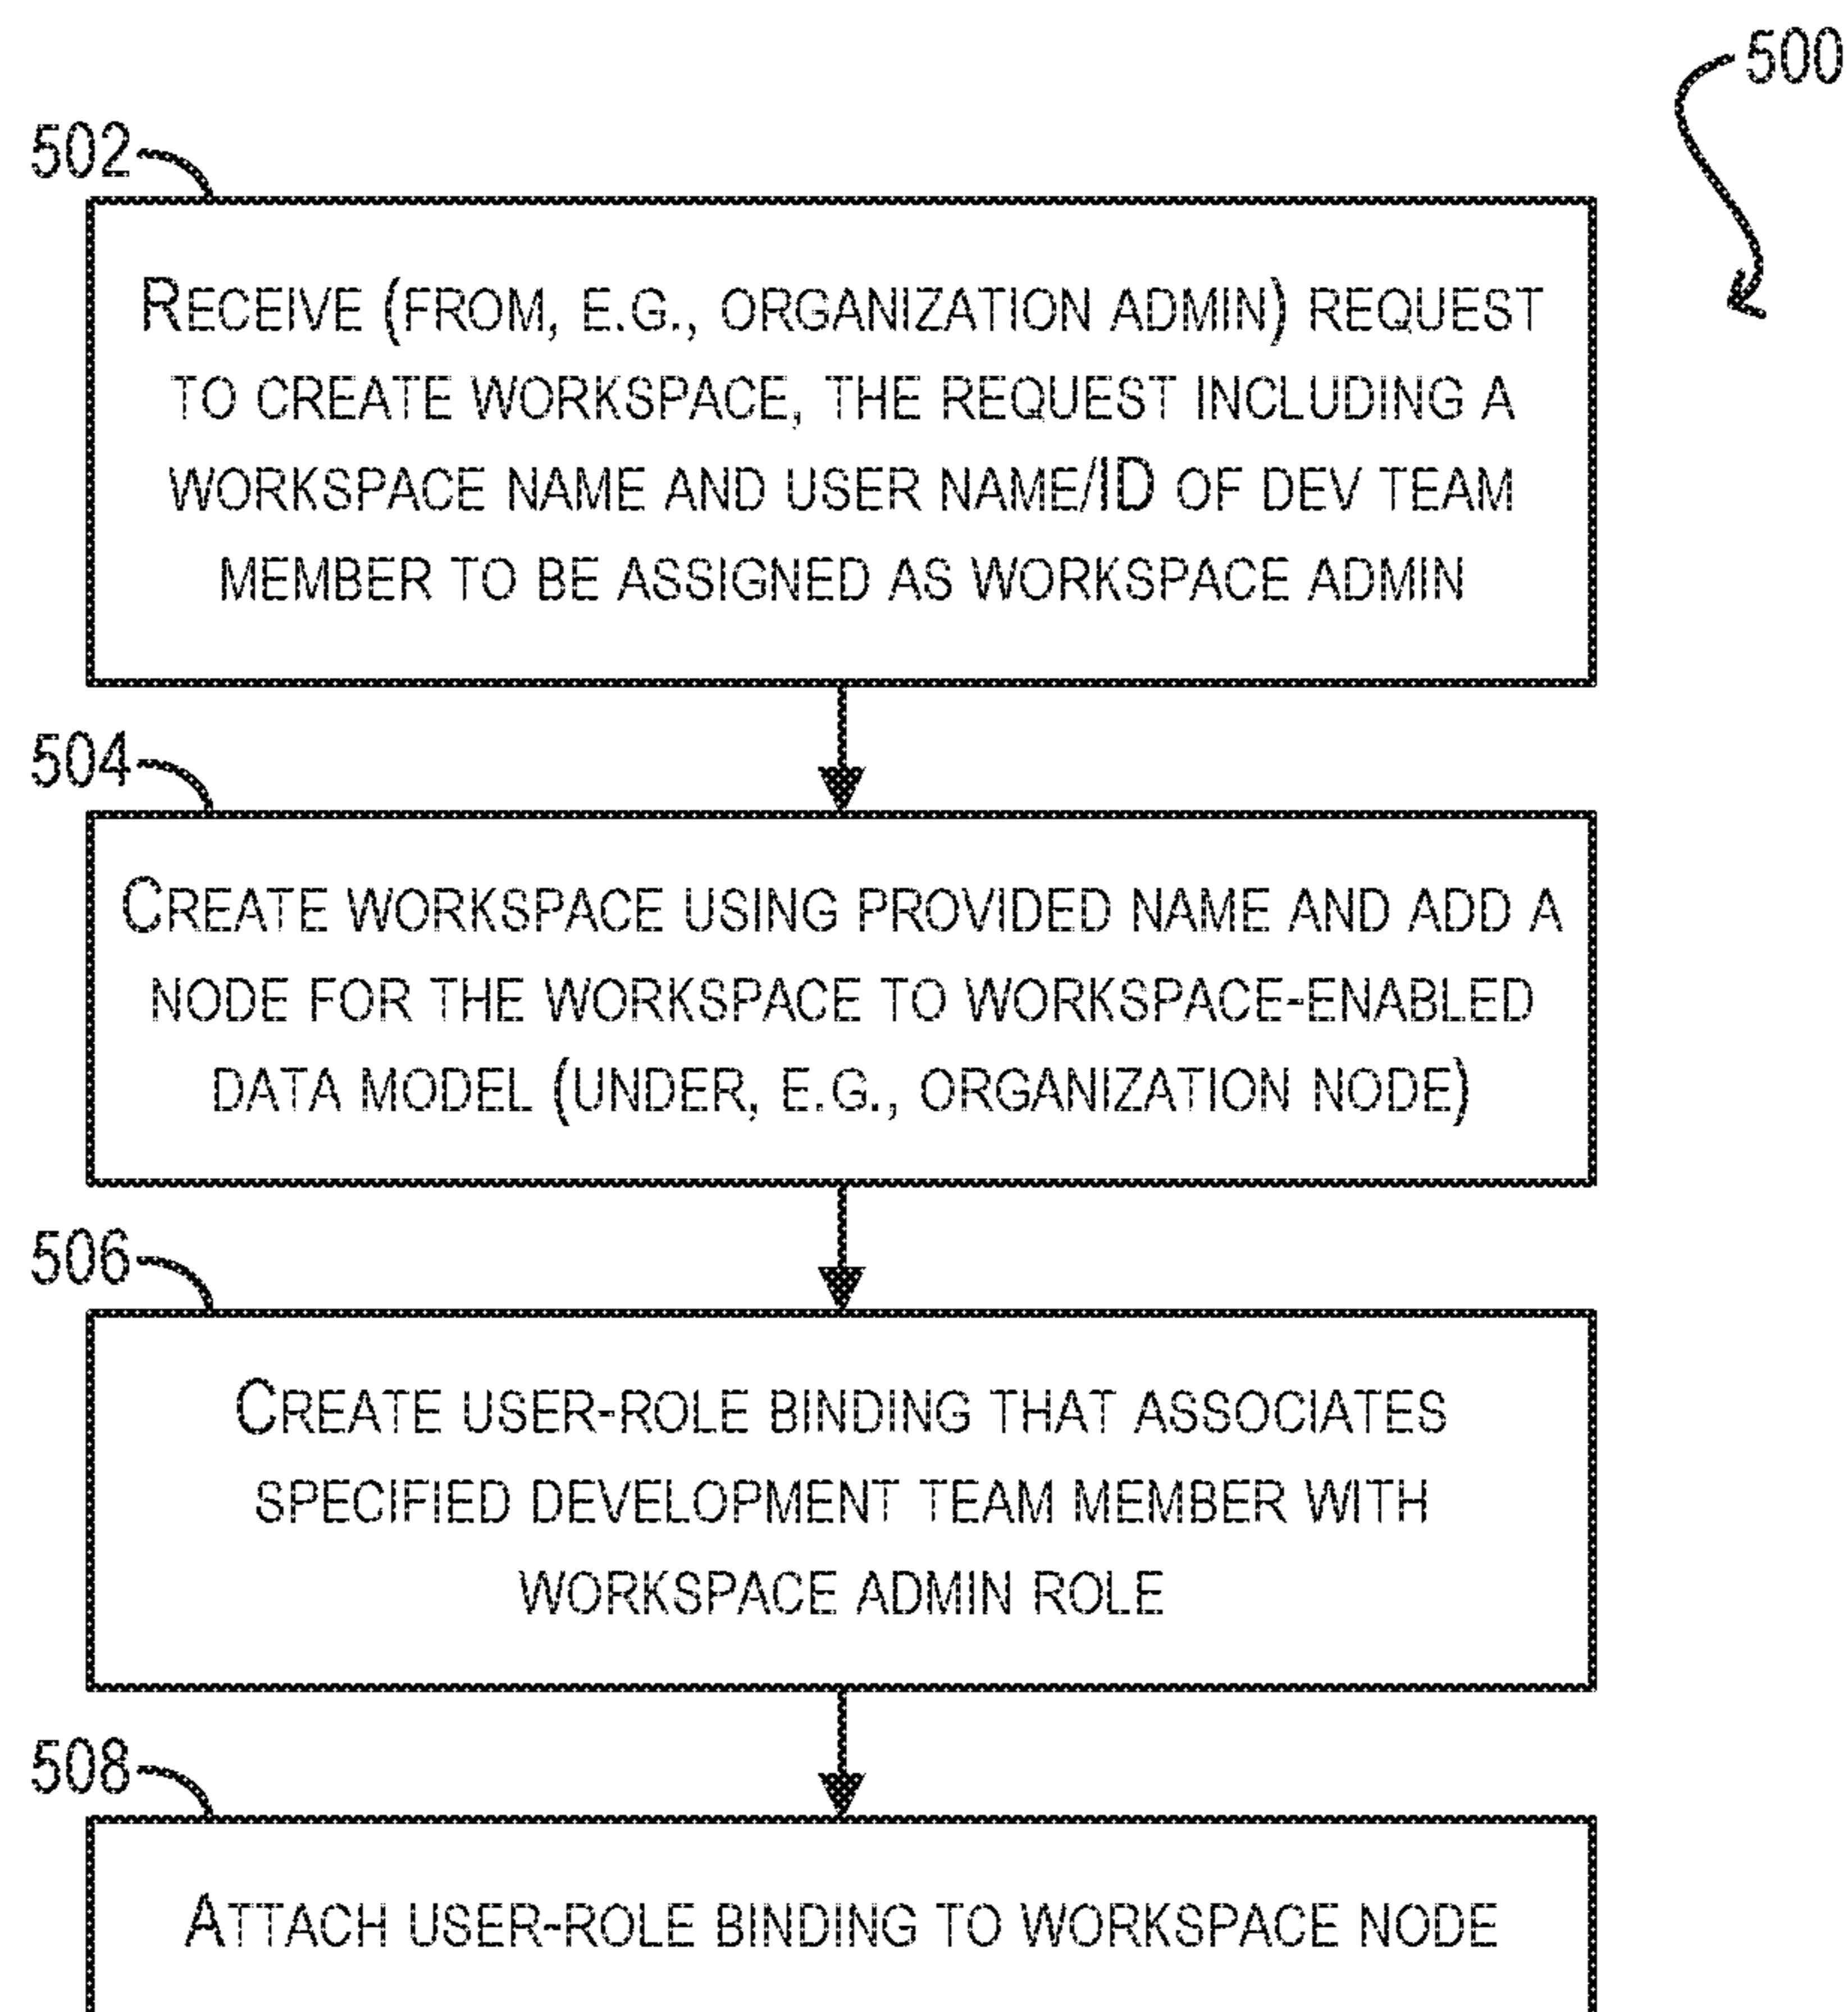 500
502
RECEIVE (FROM, E.G., ORGANIZATION ADMIN) REQUEST
TO CREATE WORKSPACE, THE REQUEST INCLUDING A
WORKSPACE NAME AND USER NAME/ID OF DEV TEAM
MEMBER TO BE ASSIGNED AS WORKSPACE ADMIN
504
CREATE WORKSPACE USING PROVIDED NAME AND ADD A
NODE FOR THE WORKSPACE TO WORKSPACE-ENABLED
DATA MODEL (UNDER, E.G., ORGANIZATION NODE)
506
CREATE USER-ROLE BINDING THAT ASSOCIATES
SPECIFIED DEVELOPMENT TEAM MEMBER WITH
WORKSPACE ADMIN ROLE
508
ATTACH USER-ROLE BINDING TO WORKSPACE NODE